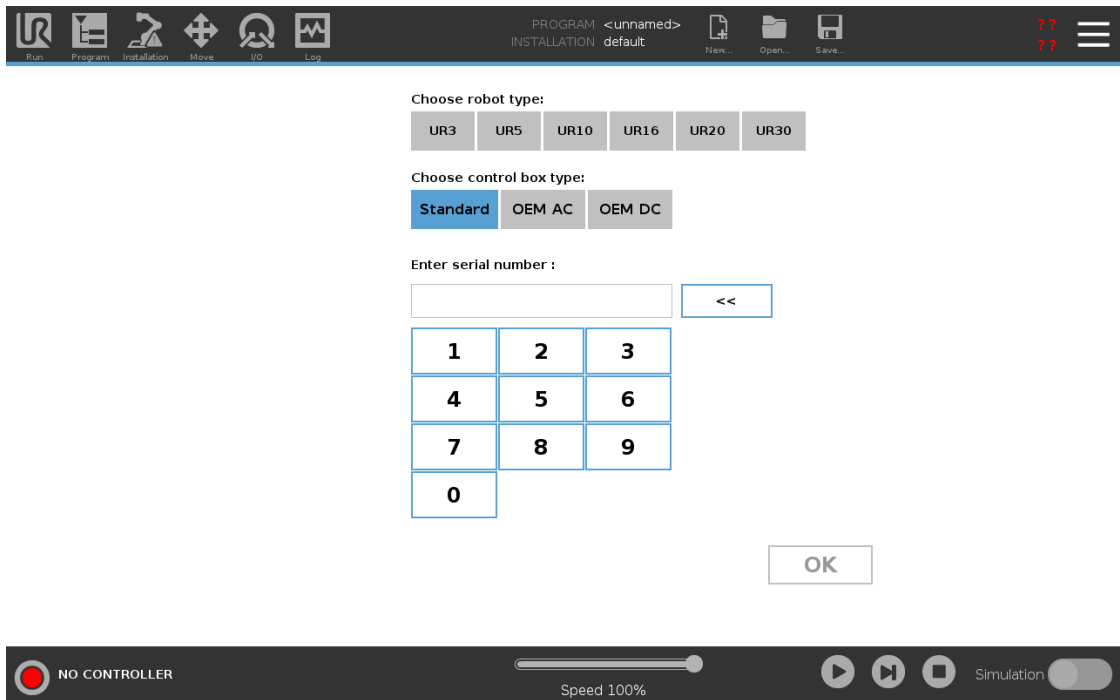 UR
PROGRAM <unnamed>
INSTALLATION default
? ?
? ?
Run Program Installation Move I/O Log New... Open... Save...
Choose robot type:
UR3 UR5 UR10 UR16 UR20 UR30
Choose control box type:
Standard OEM AC OEM DC
Enter serial number :
<<
1 2 3
4 5 6
7 8 9
0
OK
NO CONTROLLER
Speed 100%
Simulation